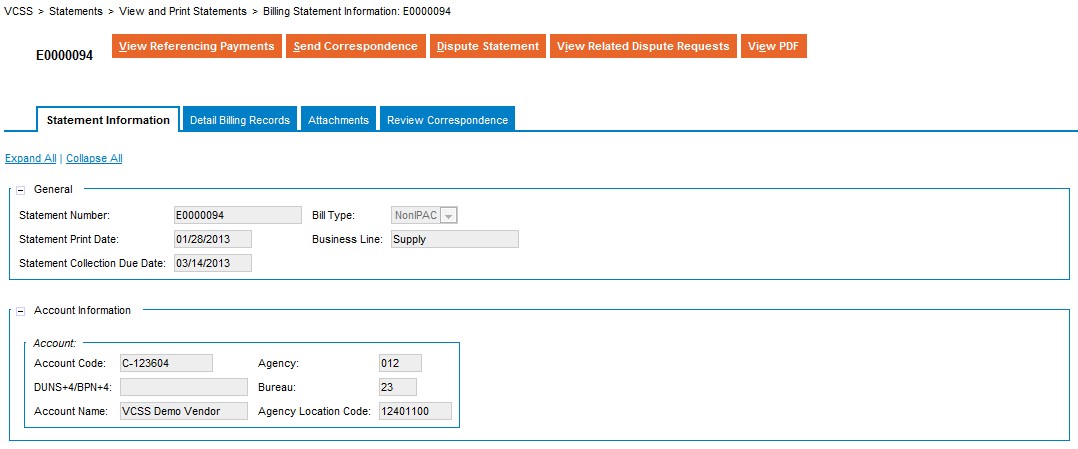 VCSS > Statements > View and Print Statements > Billing Statement Information: E0000094
E0000094 View Referencing Payments Send Correspondence Dispute Statement View Related Dispute Requests View PDF
Statement Information Detail Billing Records Attachments Review Correspondence
Expand All | Collapse All
General
Statement Number: E0000094 Bill Type: NonIPAC
Statement Print Date: 01/28/2013 Business Line: Supply
Statement Collection Due Date: 03/14/2013
Account Information
Account:
Account Code: C-123604 Agency: 012
DUNS+4/BPN+4: Bureau: 23
Account Name: VCSS Demo Vendor Agency Location Code: 12401100